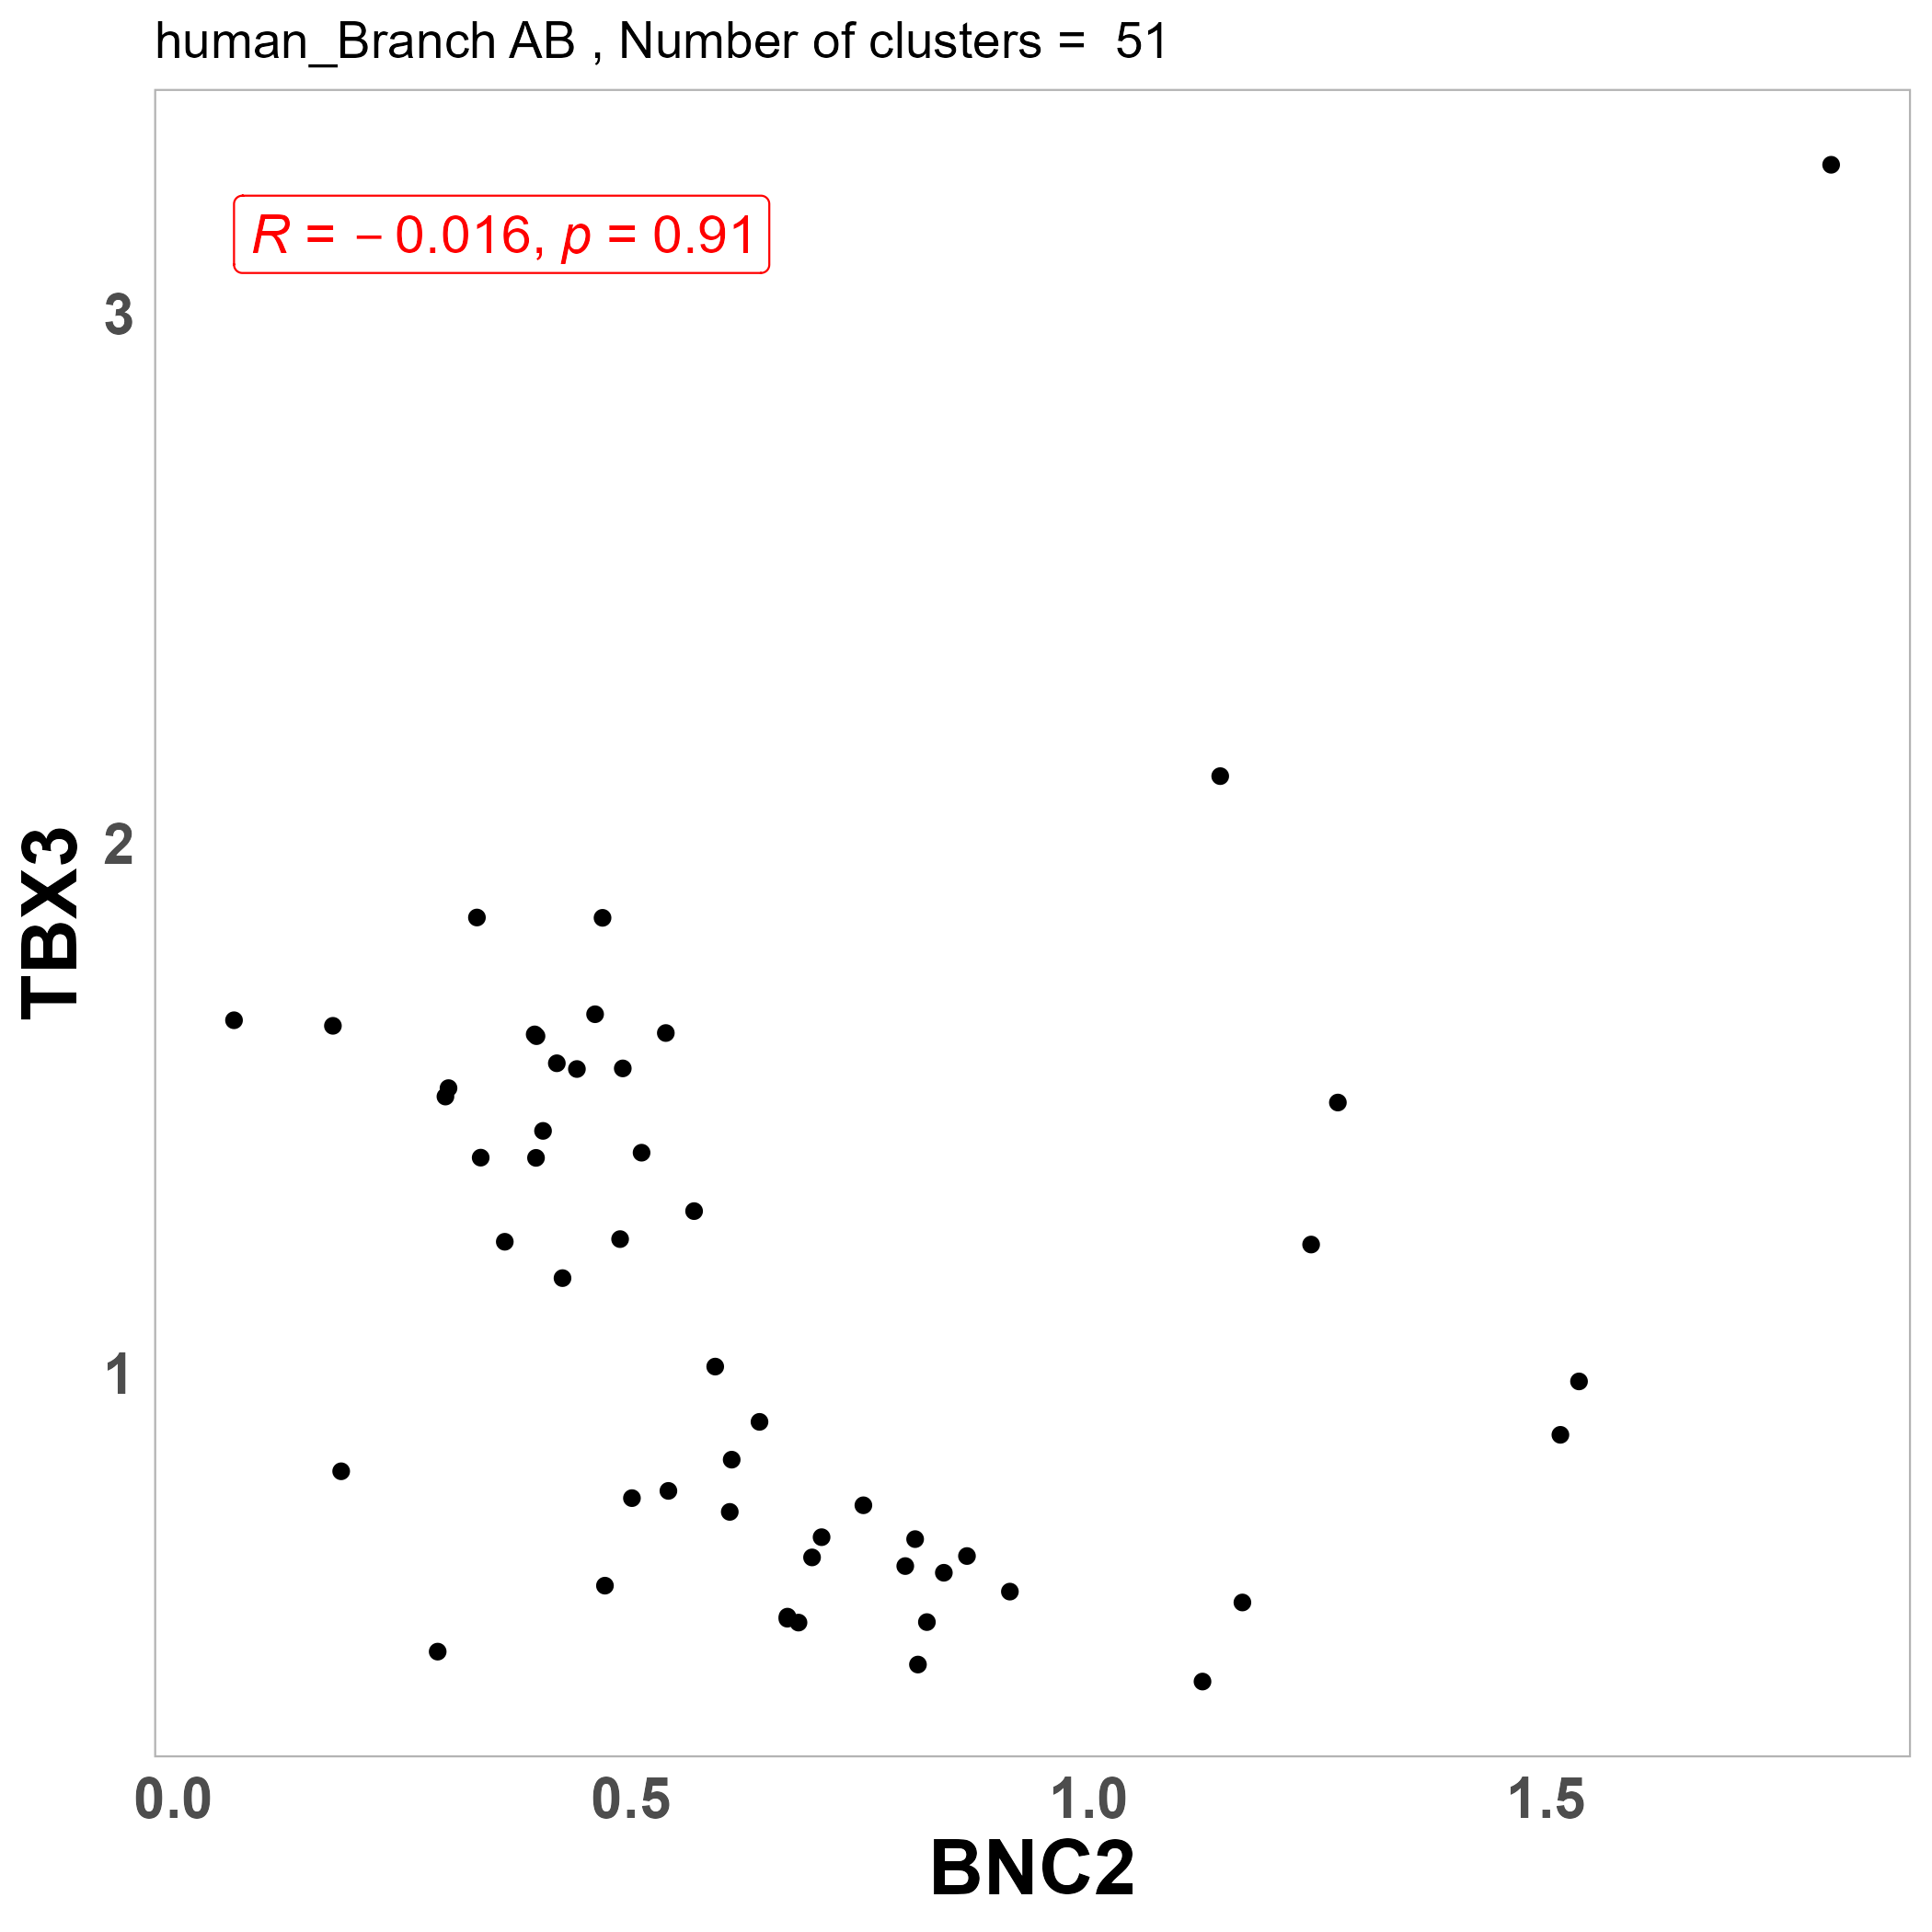 human_Branch AB , Number of clusters =  51
R = − 0.016, p = 0.91
3
2
1
TBX3
0.0 0.5 1.0 1.5
BNC2